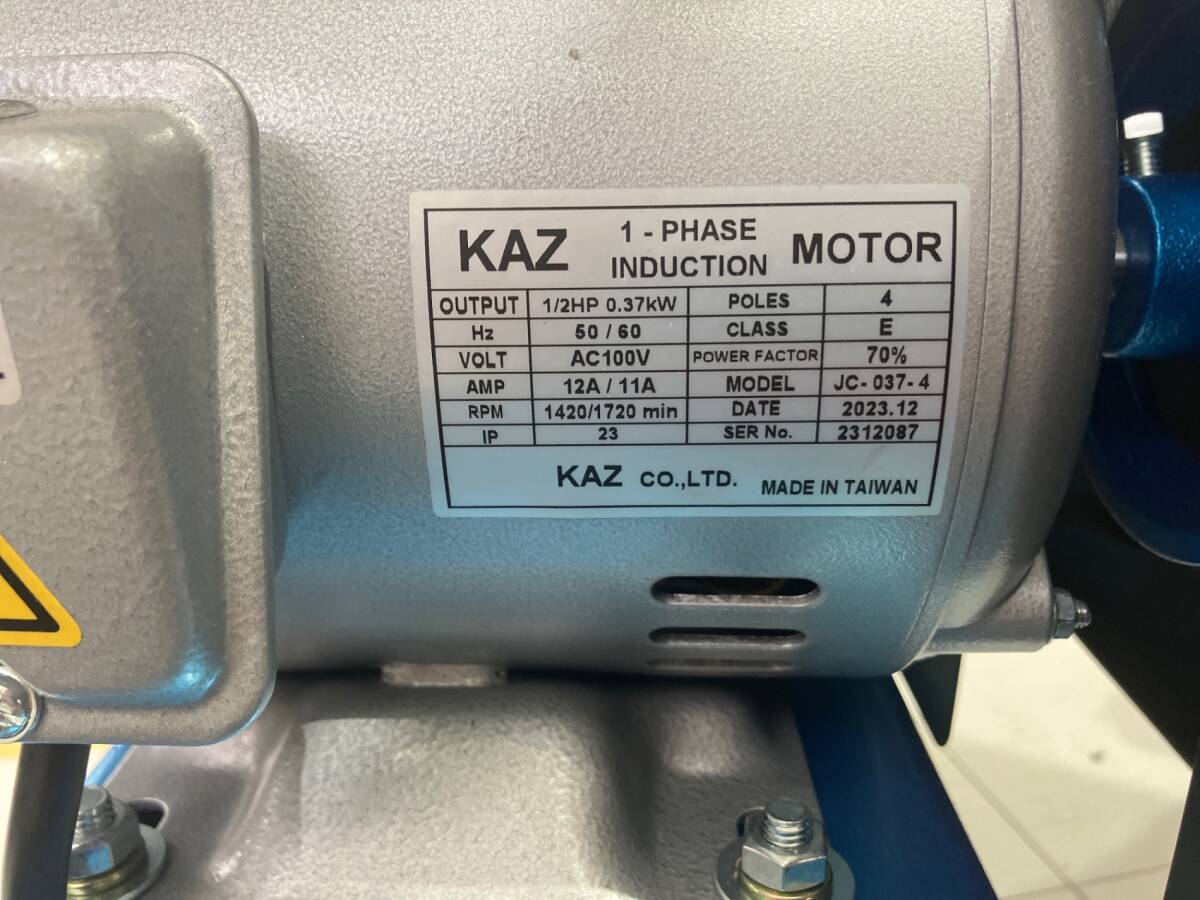 KAZ 1 - PHASE INDUCTION MOTOR
OUTPUT 1/2HP 0.37kW POLES 4
Hz 50 / 60 CLASS E
VOLT AC100V POWER FACTOR 70%
AMP 12A / 11A MODEL JC- 037- 4
RPM 1420/1720 min DATE 2023.12
IP 23 SER No. 2312087
KAZ CO.,LTD. MADE IN TAIWAN